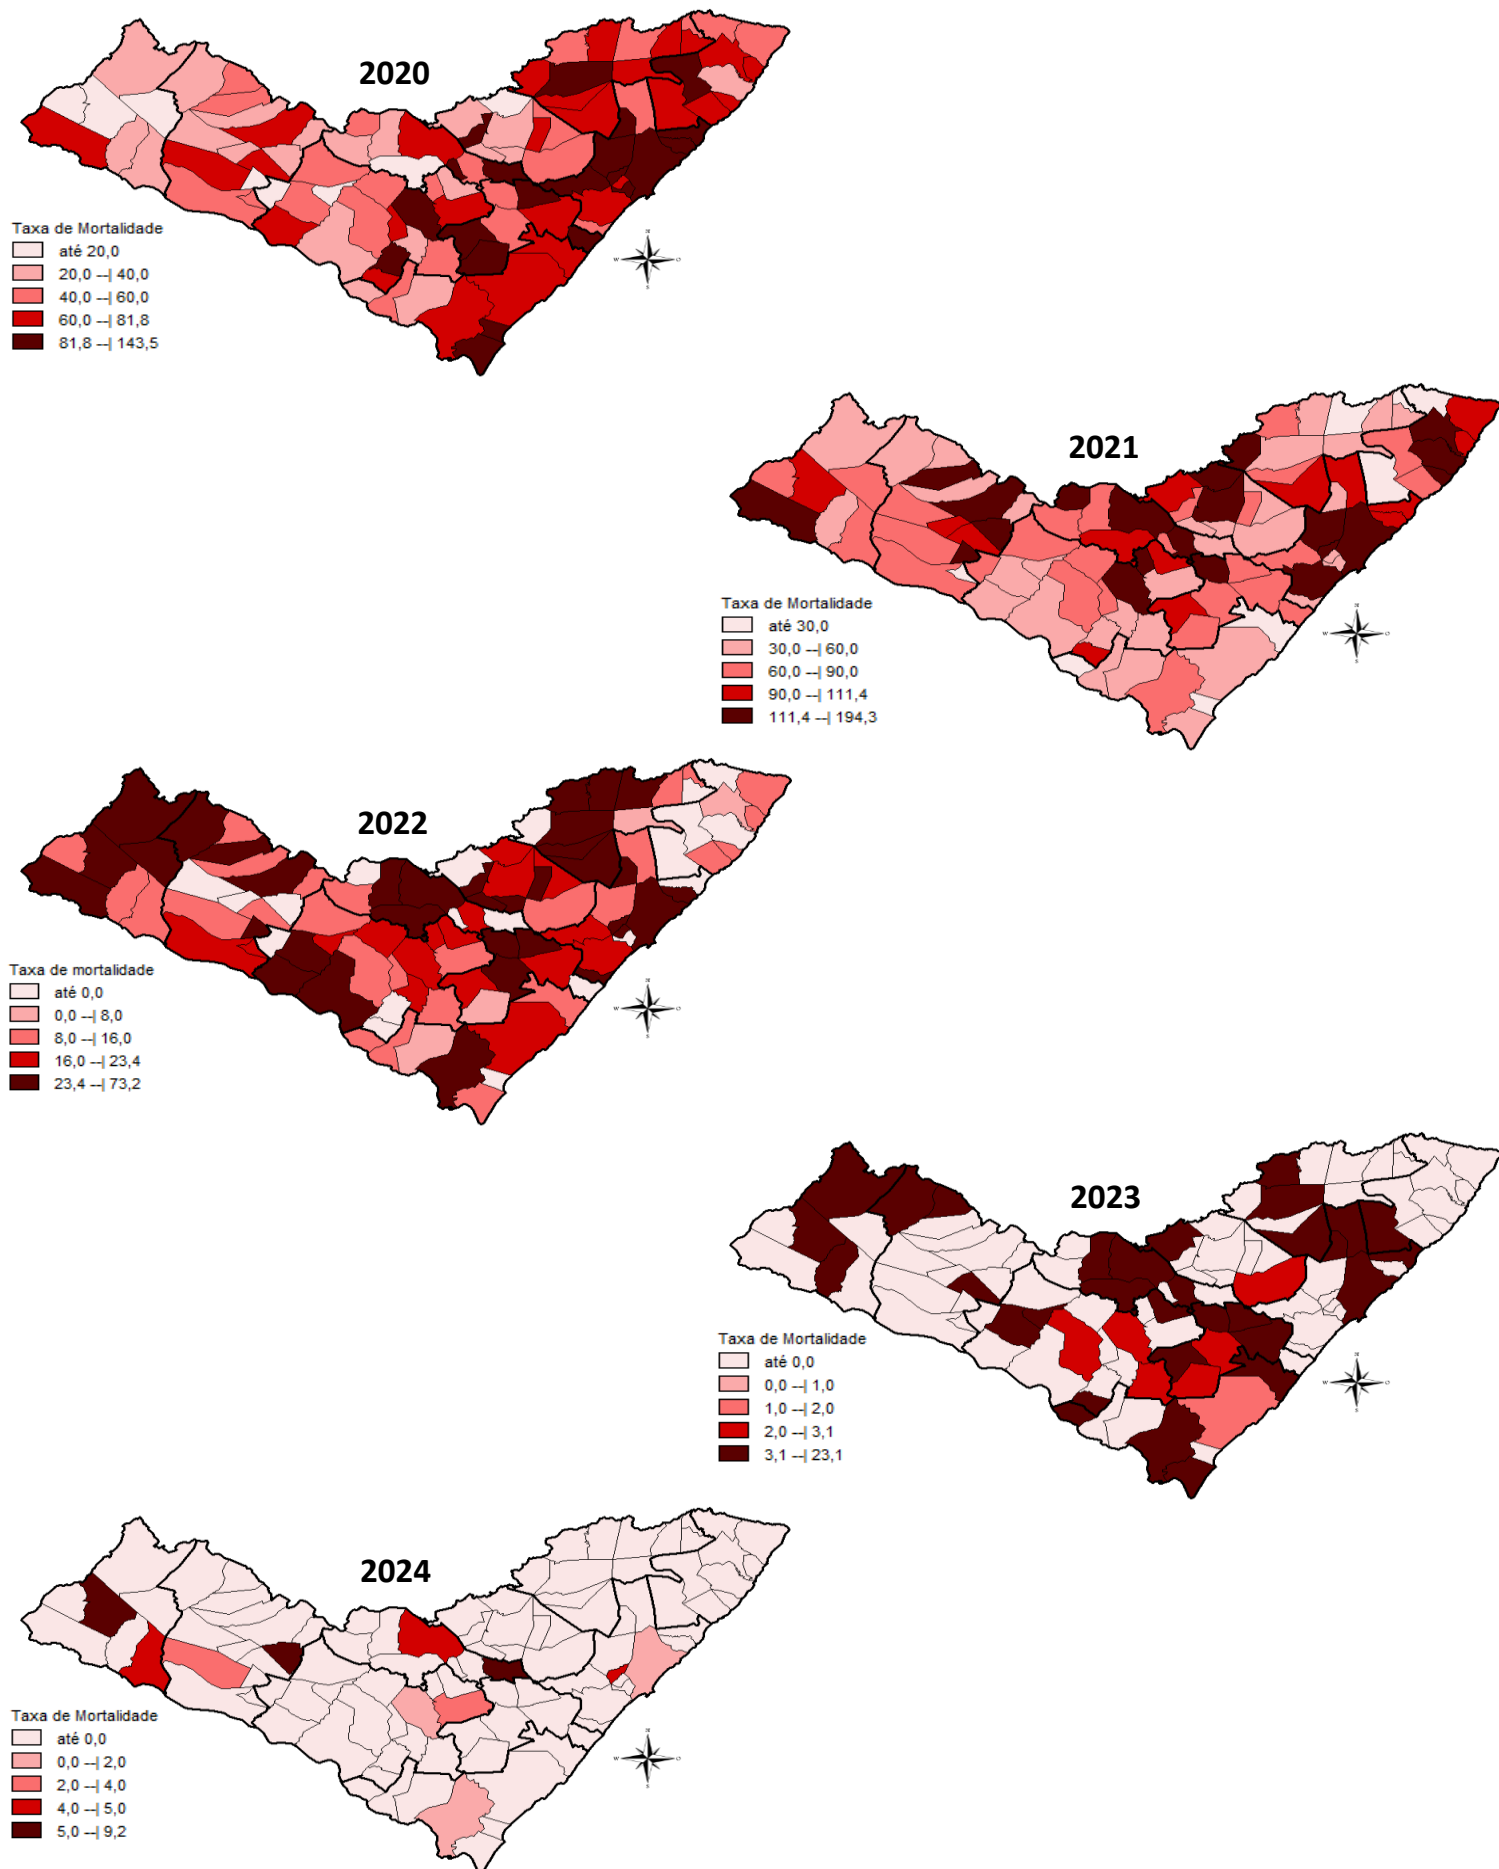 2020
Taxa de Mortalidade
até 20,0
20,0 --| 40,0
40,0 --| 60,0
60,0 --| 81,8
81,8 --| 143,5
2021
Taxa de Mortalidade
até 30,0
30,0 --| 60,0
60,0 --| 90,0
90,0 --| 111,4
111,4 --| 194,3
2022
Taxa de mortalidade
até 0,0
0,0 --| 8,0
8,0 --| 16,0
16,0 --| 23,4
23,4 --| 73,2
2023
Taxa de Mortalidade
até 0,0
0,0 --| 1,0
1,0 --| 2,0
2,0 --| 3,1
3,1 --| 23,1
2024
Taxa de Mortalidade
até 0,0
0,0 --| 2,0
2,0 --| 4,0
4,0 --| 5,0
5,0 --| 9,2